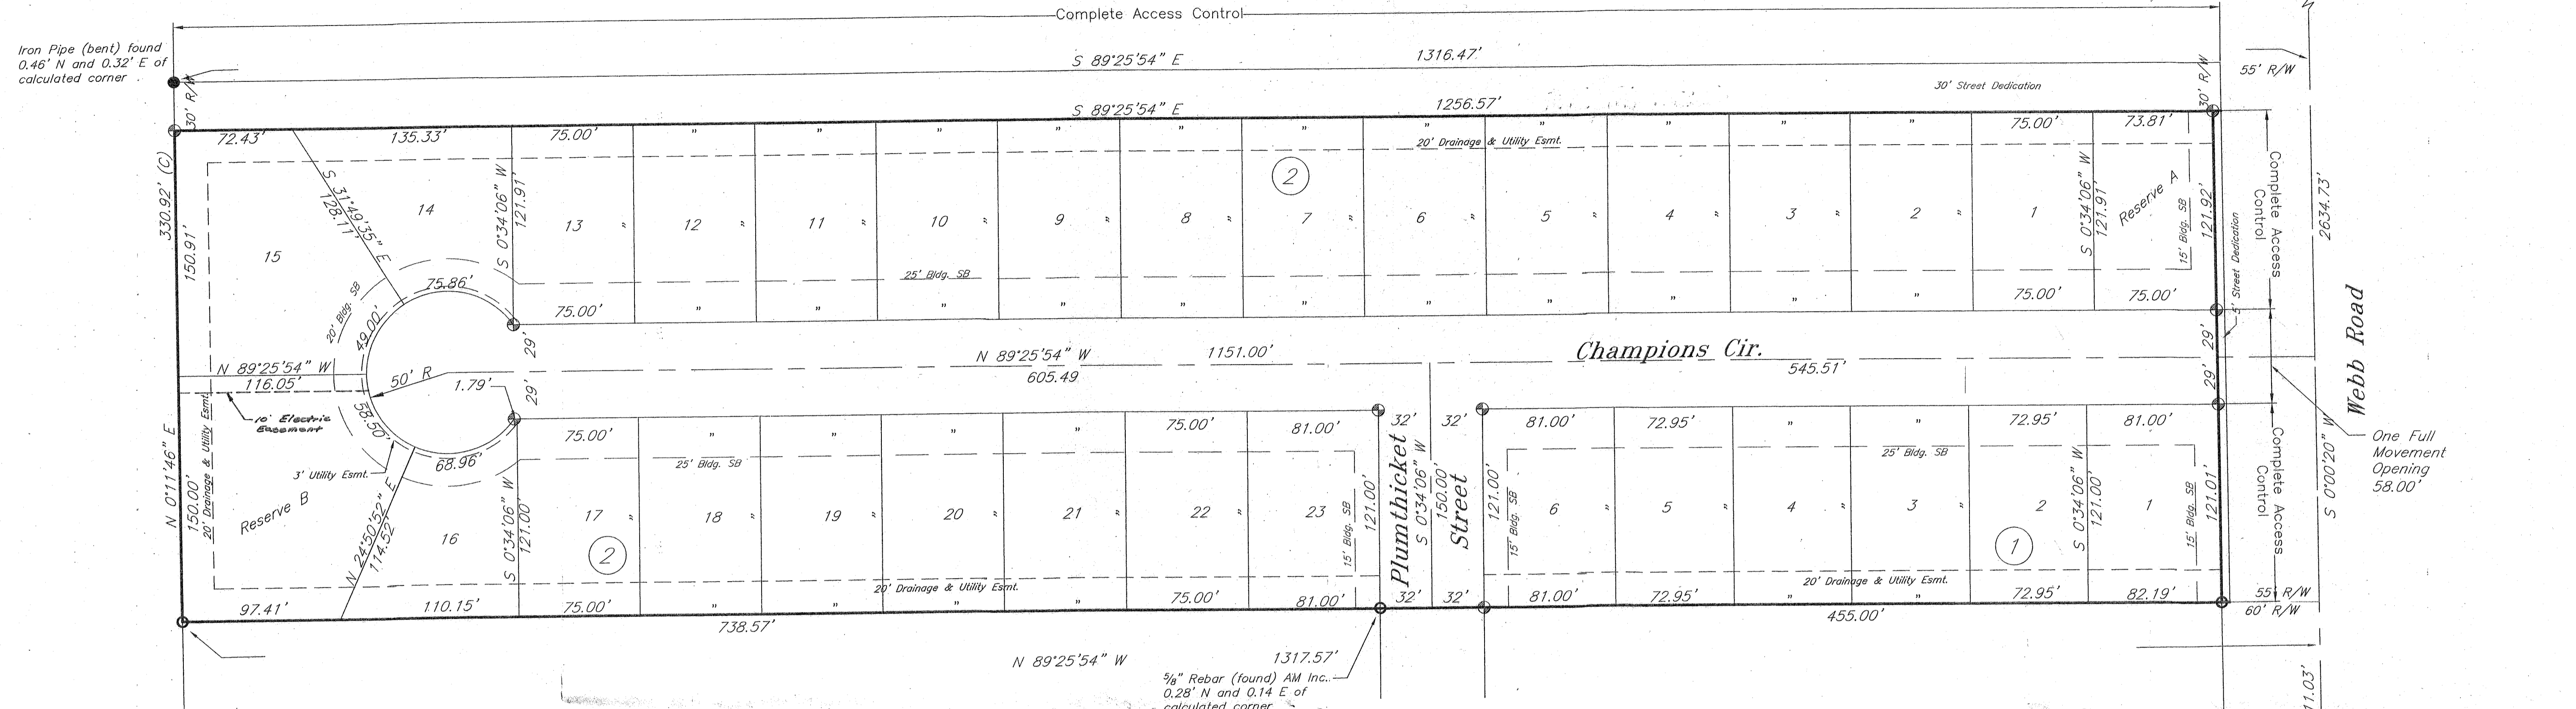 Complete Access Control
Iron Pipe (bent) found
0.46' N and 0.32' E of
calculated corner
S 89°25'54" E 1316.47'
55' R/W
30' R/W
30' R/W
30' Street Dedication
S 89°25'54" E 1256.57'
72.43' 135.33' 75.00' " " " " " " " " " " " 75.00' 73.81'
20' Drainage & Utility Esmt.
2
330.92' (C)
150.91'
S 31°49'35" E
128.11'
S 0°34'06" W
121.91'
S 0°34'06" W
121.91'
Reserve A
15' Bldg. SB
121.92'
5' Street Dedication
Complete Access
Control
2634.73'
15 14 13 " 12 " 11 " 10 " 9 " 8 " 7 " 6 " 5 " 4 " 3 " 2 " 1
25' Bldg. SB
20' Bldg. SB
75.86'
49.00'
75.00' " " " " " " " " " " " 75.00' 75.00'
29'
29'
N 89°25'54" W 1151.00'
Champions Cir.
605.49
545.51'
Webb Road
N 89°25'54" W
116.05'
50' R
1.79'
29'
29'
10' Electric
Easement
58.50'
68.96'
3' Utility Esmt.
20' Drainage & Utility Esmt.
N 0°11'46" E
150.00'
Reserve B
N 24°50'52" E
114.52'
75.00' " " " " 75.00' 81.00'
32' 32'
81.00' 72.95' " " 72.95' 81.00'
25' Bldg. SB
25' Bldg. SB
S 0°34'06" W
121.00'
16 17 " 18 " 19 " 20 " 21 " 22 " 23
2
15' Bldg. SB
121.00'
Plumthicket
S 0°34'06" W
150.00'
Street
121.00'
15' Bldg. SB
6 " 5 " 4 " 3 " 2 1
1
S 0°34'06" W
121.00'
15' Bldg. SB
121.01'
Complete Access
Control
S 0°00'20" W
One Full
Movement
Opening
58.00'
20' Drainage & Utility Esmt.
20' Drainage & Utility Esmt.
97.41' 110.15' 75.00' " " " " 75.00' 81.00'
32' 32'
81.00' 72.95' " " 72.95' 82.19'
55' R/W
60' R/W
738.57'
455.00'
N 89°25'54" W 1317.57'
5/8" Rebar (found) AM Inc.
0.28' N and 0.14 E of
calculated corner